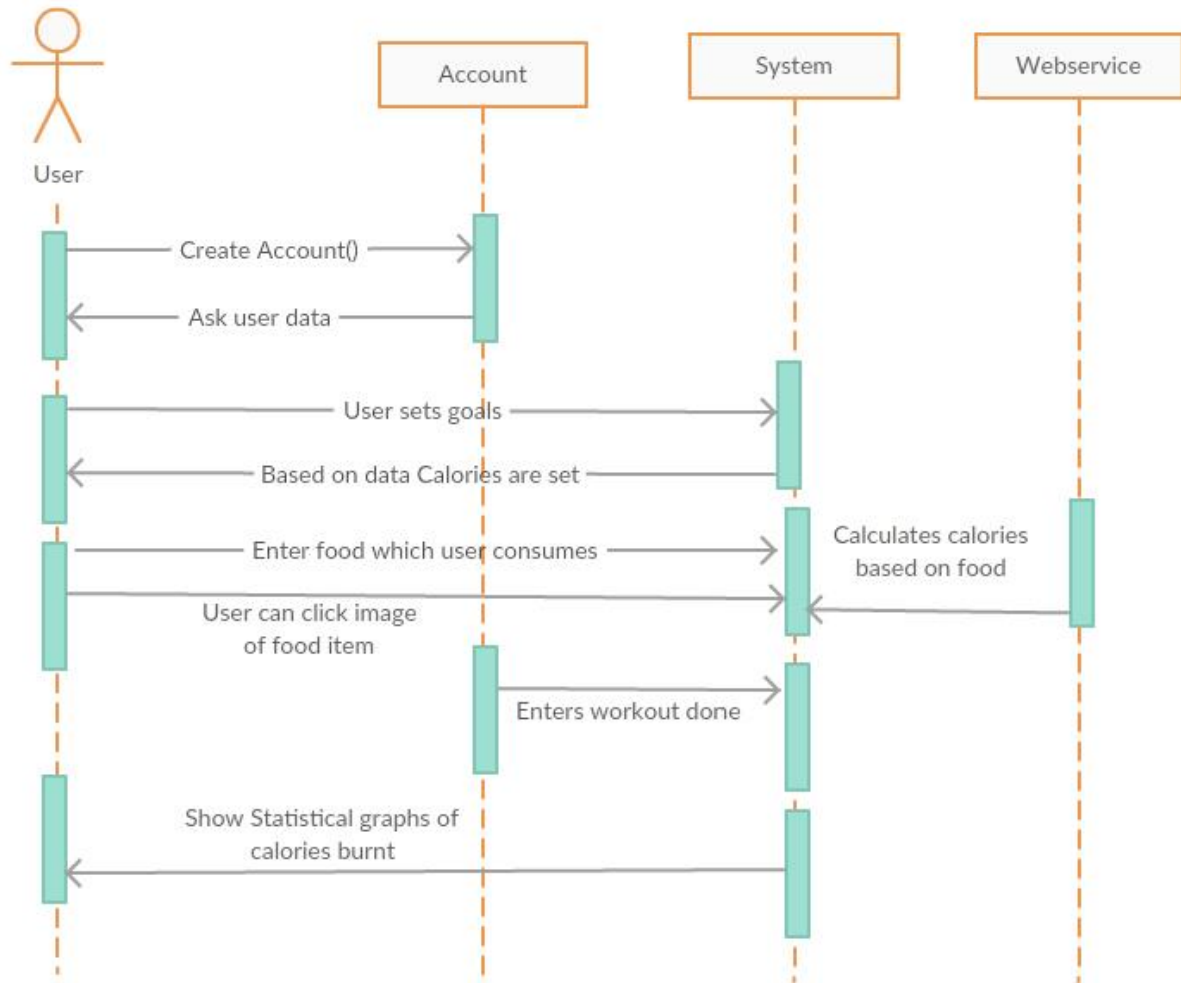 Account
System
Webservice
User
Create Account()
Ask user data
User sets goals
Based on data Calories are set
Enter food which user consumes
Calculates calories
based on food
User can click image
of food item
Enters workout done
Show Statistical graphs of
calories burnt